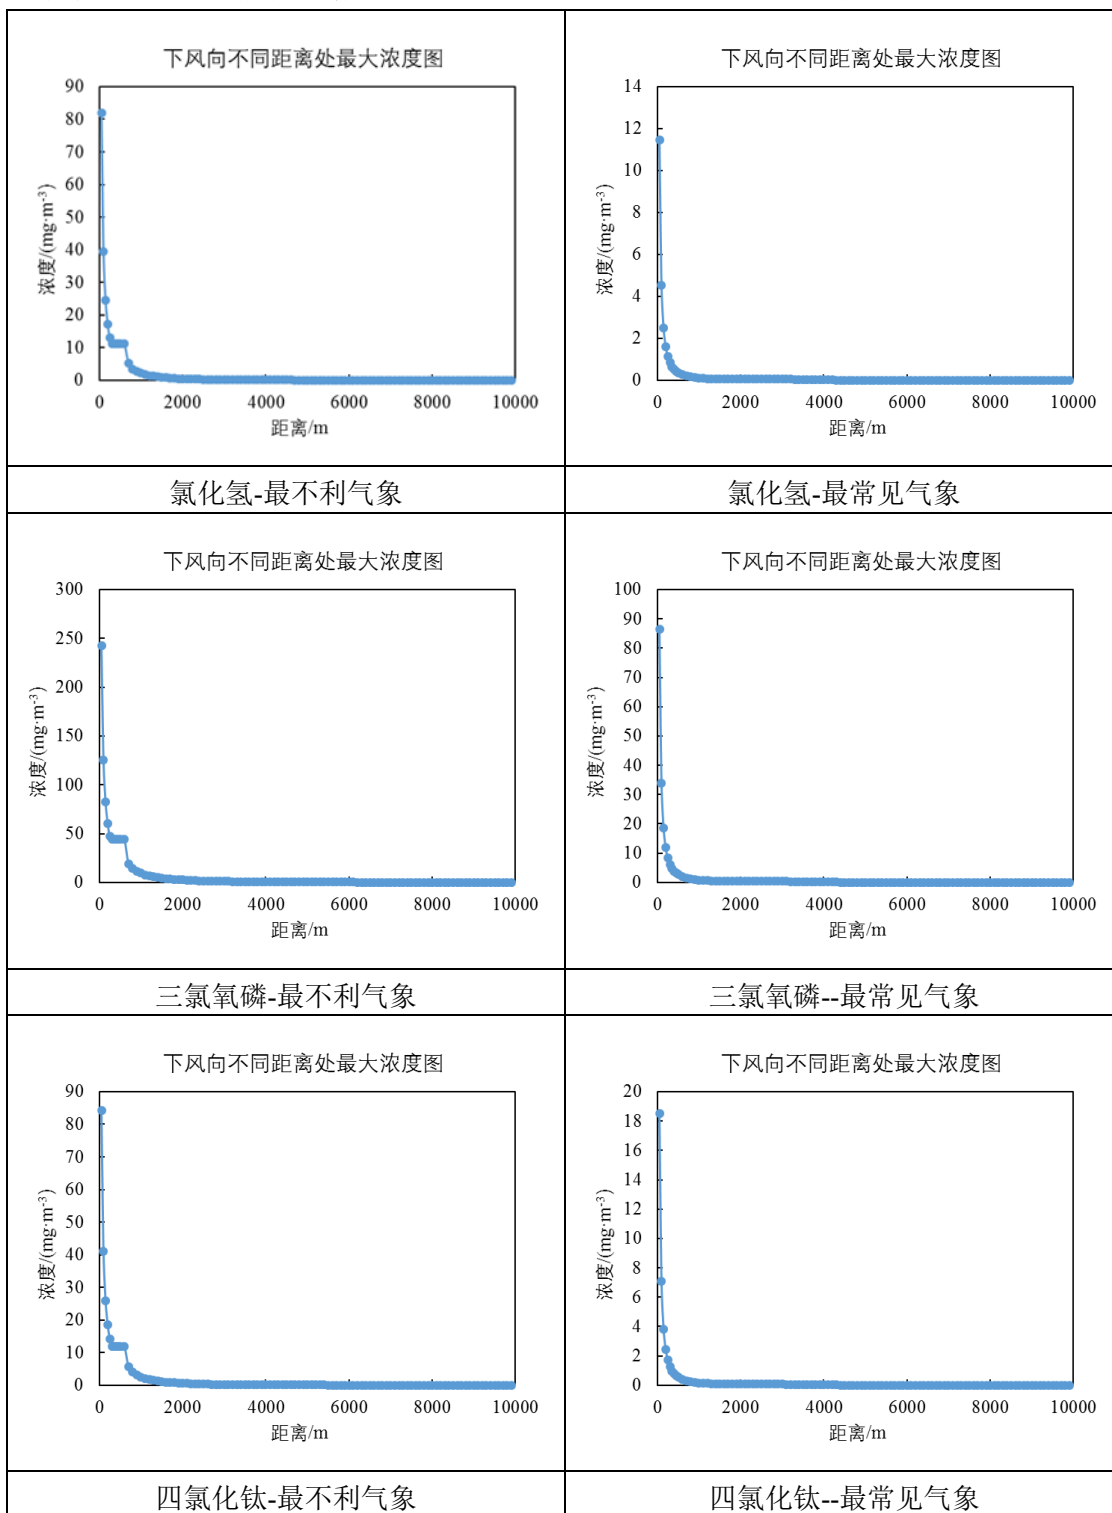 下风向不同距离处最大浓度图
90
80
70
60
50
40
30
20
10
0
浓度/(mg·m-3)
0 2000 4000 6000 8000 10000
距离/m
下风向不同距离处最大浓度图
14
12
10
8
6
4
2
0
浓度/(mg·m-3)
0 2000 4000 6000 8000 10000
距离/m
氯化氢-最不利气象
氯化氢-最常见气象
下风向不同距离处最大浓度图
300
250
200
150
100
50
0
浓度/(mg·m-3)
0 2000 4000 6000 8000 10000
距离/m
下风向不同距离处最大浓度图
100
90
80
70
60
50
40
30
20
10
0
浓度/(mg·m-3)
0 2000 4000 6000 8000 10000
距离/m
三氯氧磷-最不利气象
三氯氧磷--最常见气象
下风向不同距离处最大浓度图
90
80
70
60
50
40
30
20
10
0
浓度/(mg·m-3)
0 2000 4000 6000 8000 10000
距离/m
下风向不同距离处最大浓度图
20
18
16
14
12
10
8
6
4
2
0
浓度/(mg·m-3)
0 2000 4000 6000 8000 10000
距离/m
四氯化钛-最不利气象
四氯化钛--最常见气象